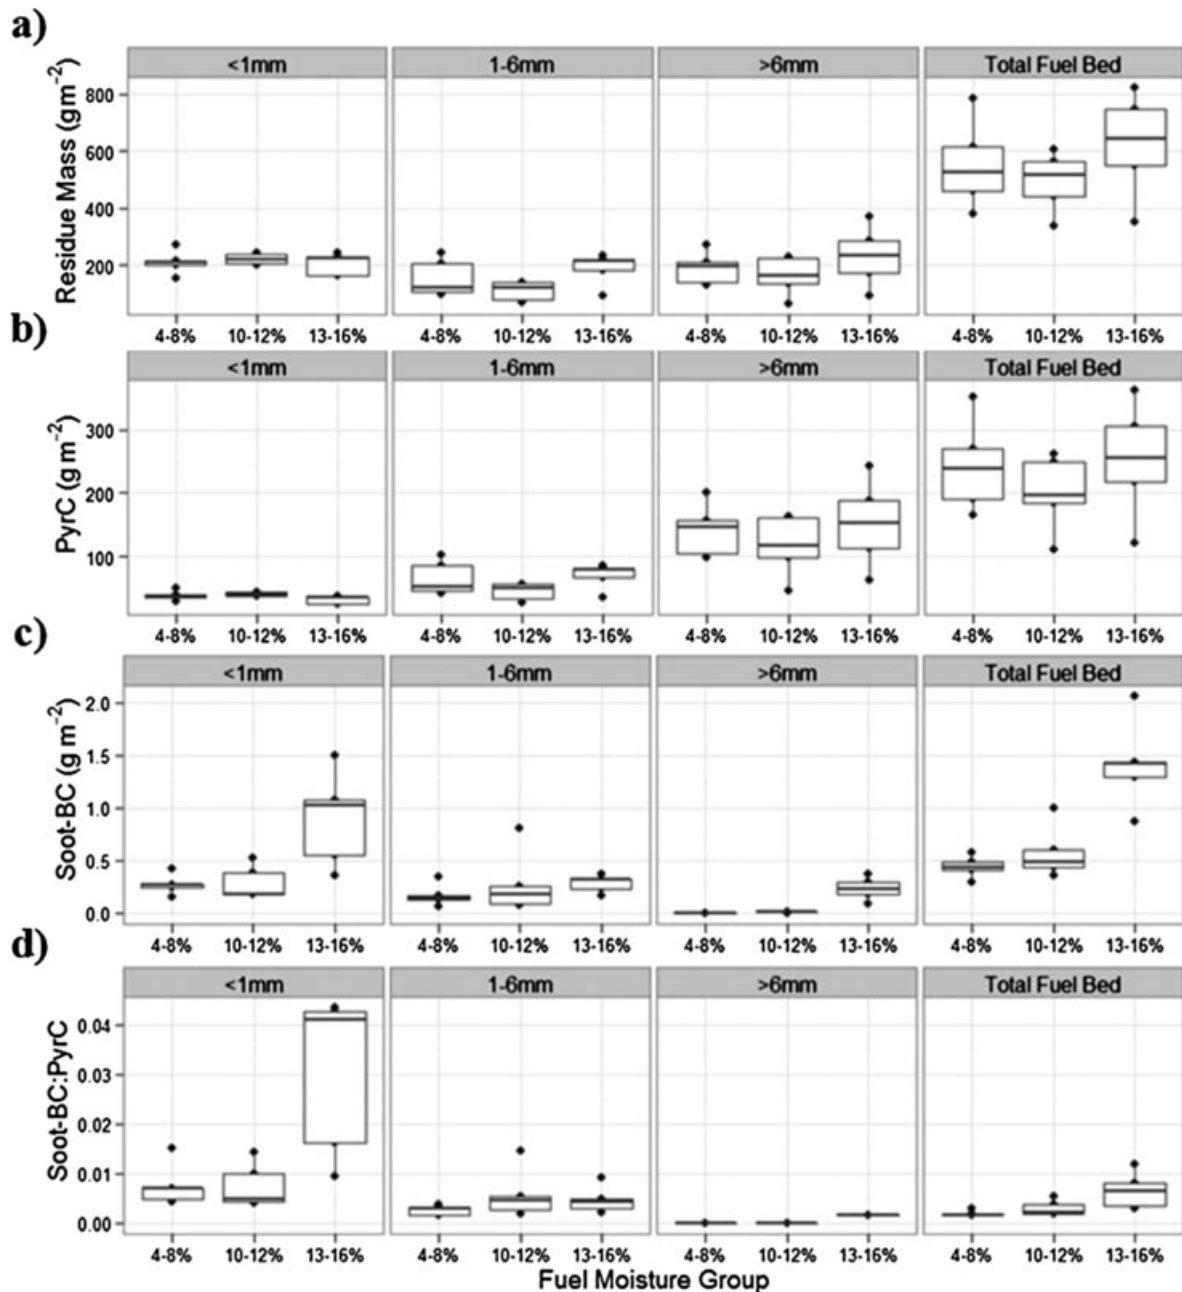 a)
<1mm 1-6mm >6mm Total Fuel Bed
Residue Mass (gm⁻²)
800
600
400
200
4-8% 10-12% 13-16% 4-8% 10-12% 13-16% 4-8% 10-12% 13-16% 4-8% 10-12% 13-16%
b)
<1mm 1-6mm >6mm Total Fuel Bed
PyrC (g m⁻²)
300
200
100
4-8% 10-12% 13-16% 4-8% 10-12% 13-16% 4-8% 10-12% 13-16% 4-8% 10-12% 13-16%
c)
<1mm 1-6mm >6mm Total Fuel Bed
Soot-BC (g m⁻²)
2.0
1.5
1.0
0.5
0.0
4-8% 10-12% 13-16% 4-8% 10-12% 13-16% 4-8% 10-12% 13-16% 4-8% 10-12% 13-16%
d)
<1mm 1-6mm >6mm Total Fuel Bed
Soot-BC:PyrC
0.04
0.03
0.02
0.01
0.00
4-8% 10-12% 13-16% 4-8% 10-12% 13-16% 4-8% 10-12% 13-16% 4-8% 10-12% 13-16%
Fuel Moisture Group